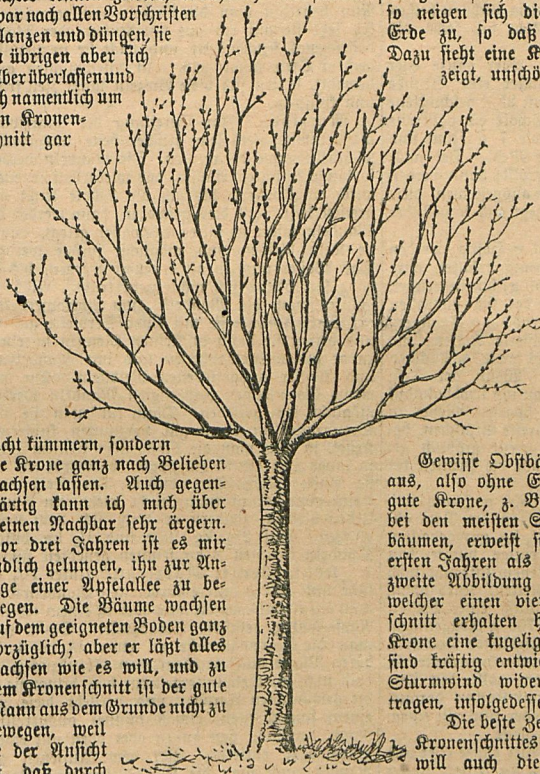 bar nach allen Vorschriften
lanzen und düngen, sie
übrigen aber sich
lber überlassen und
h namentlich um
n Kronen=
hnitt gar
cht kümmern, sondern
e Krone ganz nach Belieben
achsen lassen. Auch gegen=
ärtig kann ich mich über
einen Nachbar sehr ärgern.
or drei Jahren ist es mir
ndlich gelungen, ihn zur An=
ge einer Apfelallee zu be=
egen. Die Bäume wachsen
uf dem geeigneten Boden ganz
orzüglich; aber er läßt alles
achsen wie es will, und zu
em Kronenschnitt ist der gute
Mann aus dem Grunde nicht zu
ewegen, weil
e der Ansicht
daß durch
so neigen sich di
Erde zu, so daß
Dazu sieht eine K
zeigt, unschö
Gewisse Obstbä
aus, also ohne E
gute Krone, z. B
bei den meisten S
bäumen, erweist s
ersten Jahren als
zweite Abbildung
welcher einen vie
schnitt erhalten h
Krone eine kugelig
sind kräftig entwi
Sturmwind wider
tragen, infolgedesse
Die beste Ze
Kronenschnittes
will auch die